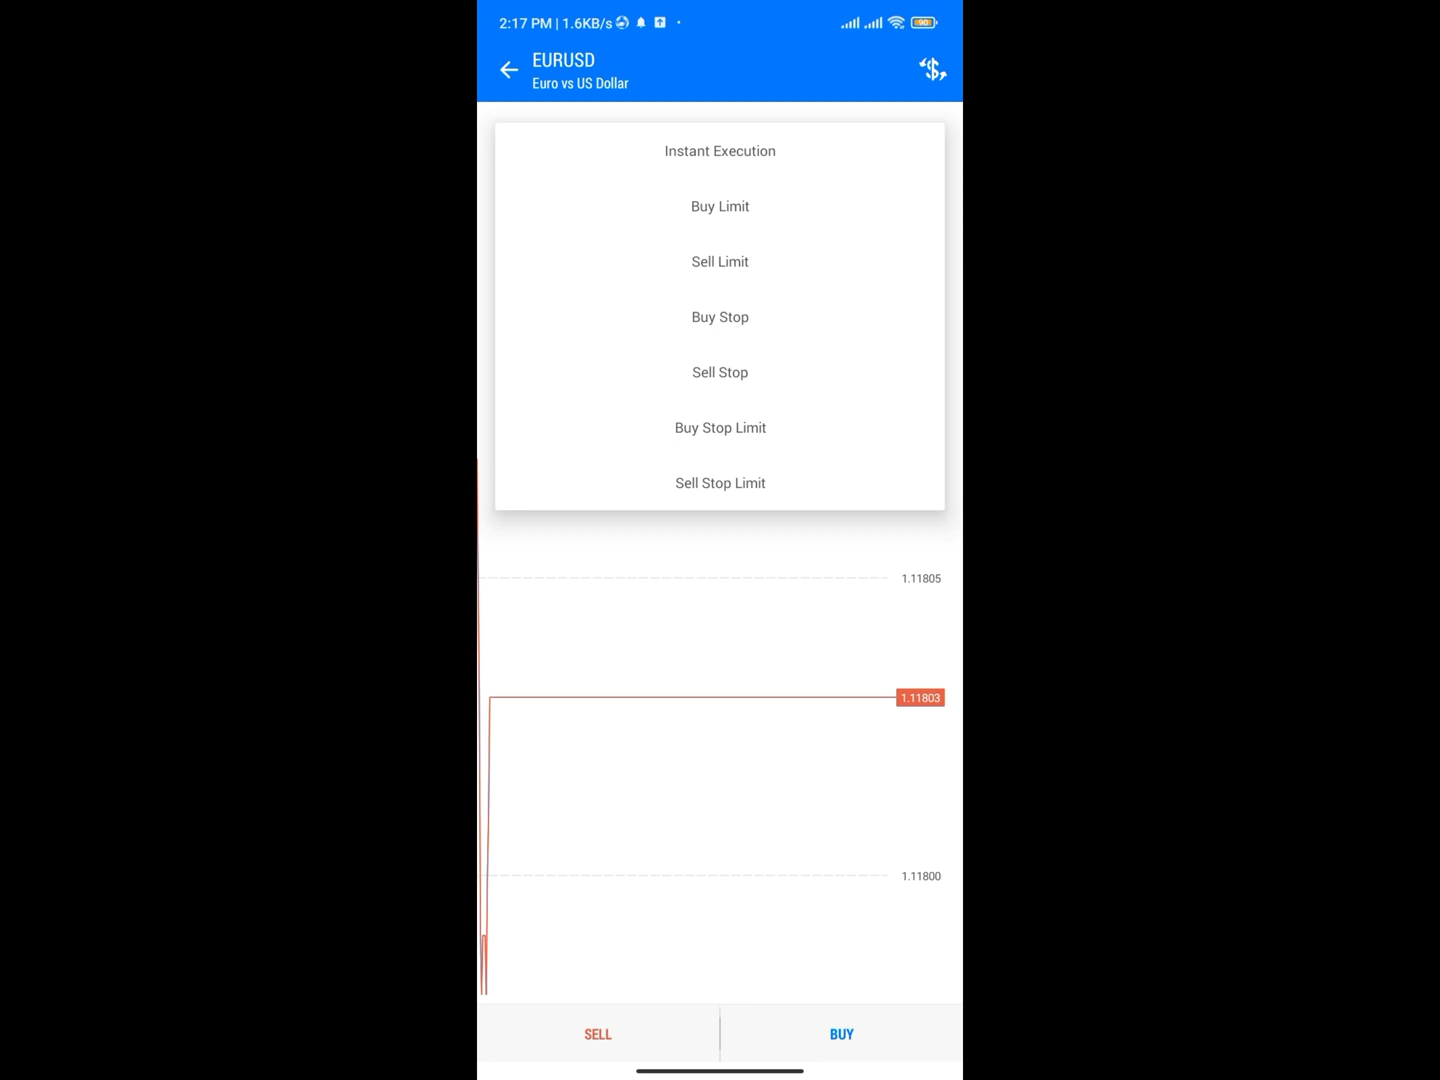 2:17 PM | 1.6KB/s
90
EURUSD
Euro vs US Dollar
Instant Execution
Buy Limit
Sell Limit
Buy Stop
Sell Stop
Buy Stop Limit
Sell Stop Limit
1.11805
1.11803
1.11800
SELL
BUY